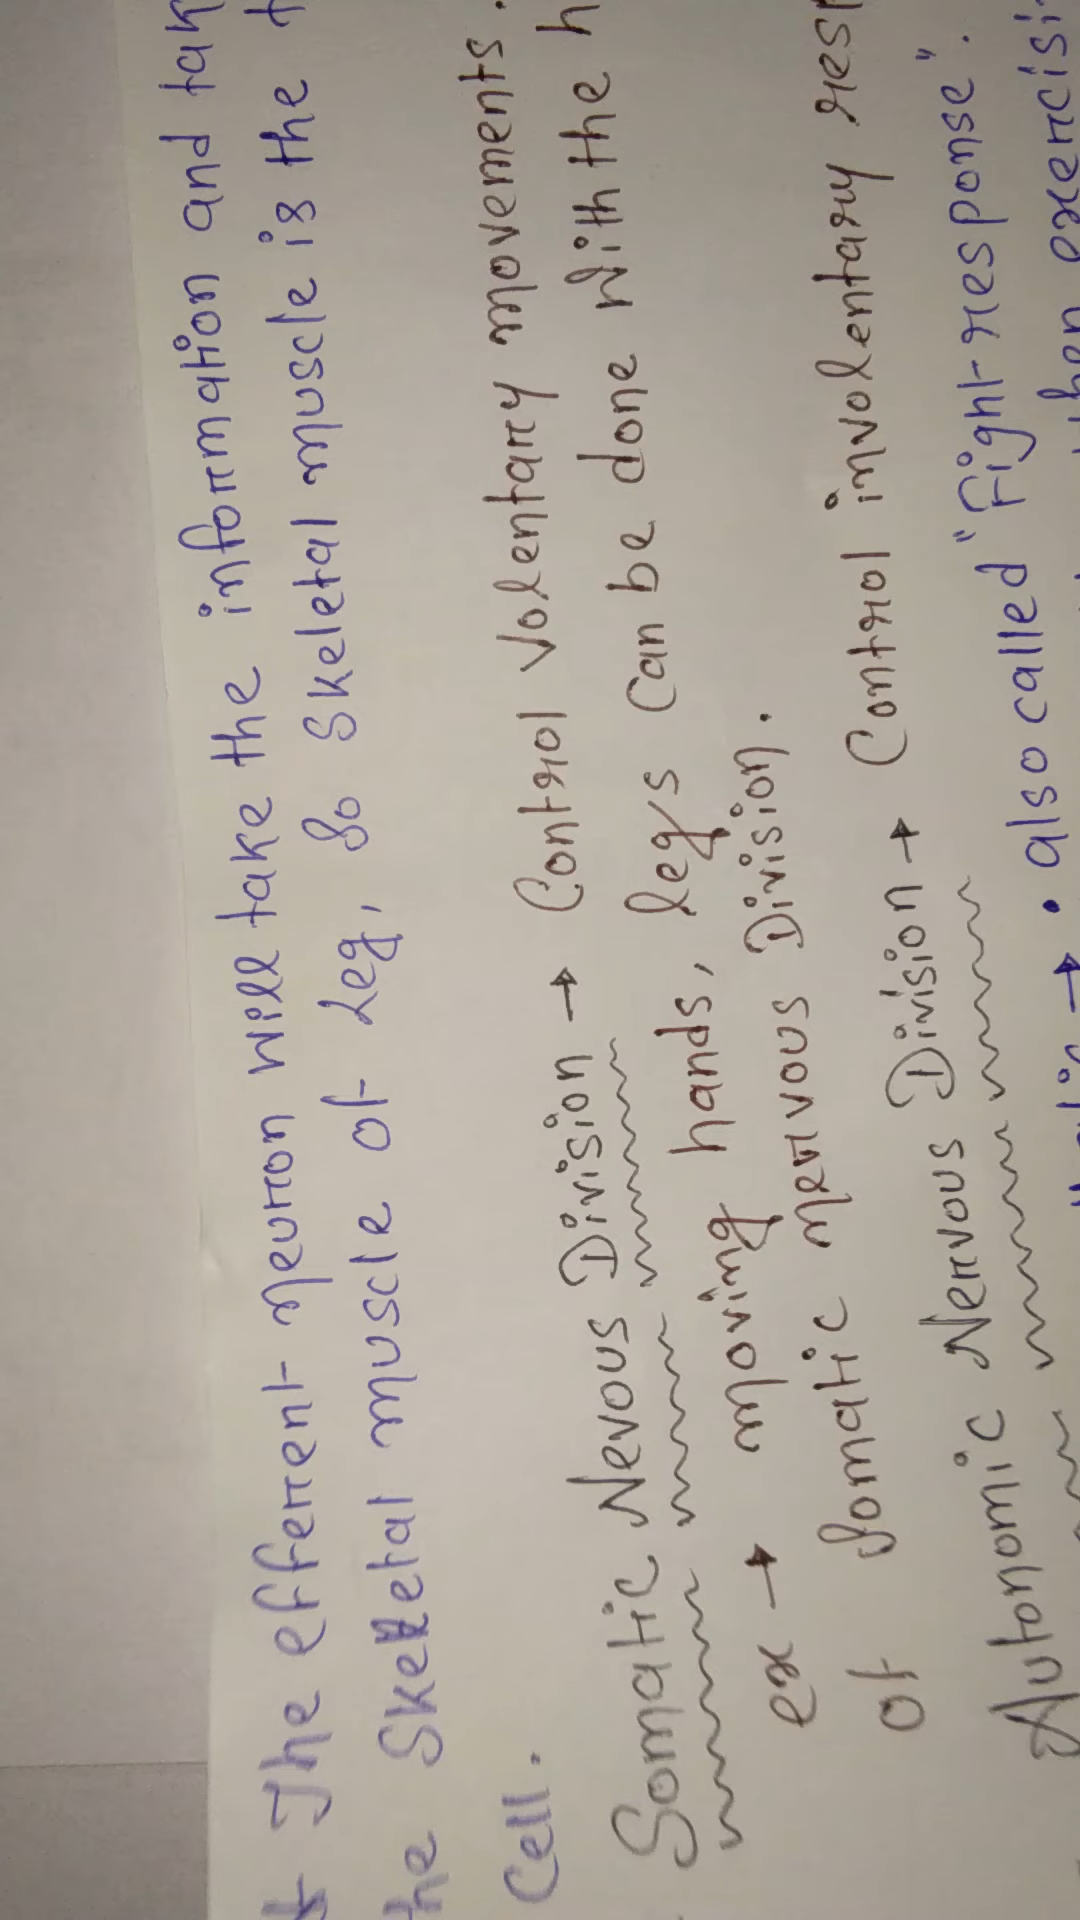 The efferent neuron will take the information and
the Skeletal muscle of Leg, So Skeletal muscle is the
Cell.
Somatic Nevous Division → Control Volentary movements.
ex → moving hands, legs can be done with the
of Somatic nervous Division.
Autonomic Nervous Division → Control involentary
• also called "Fight-response".